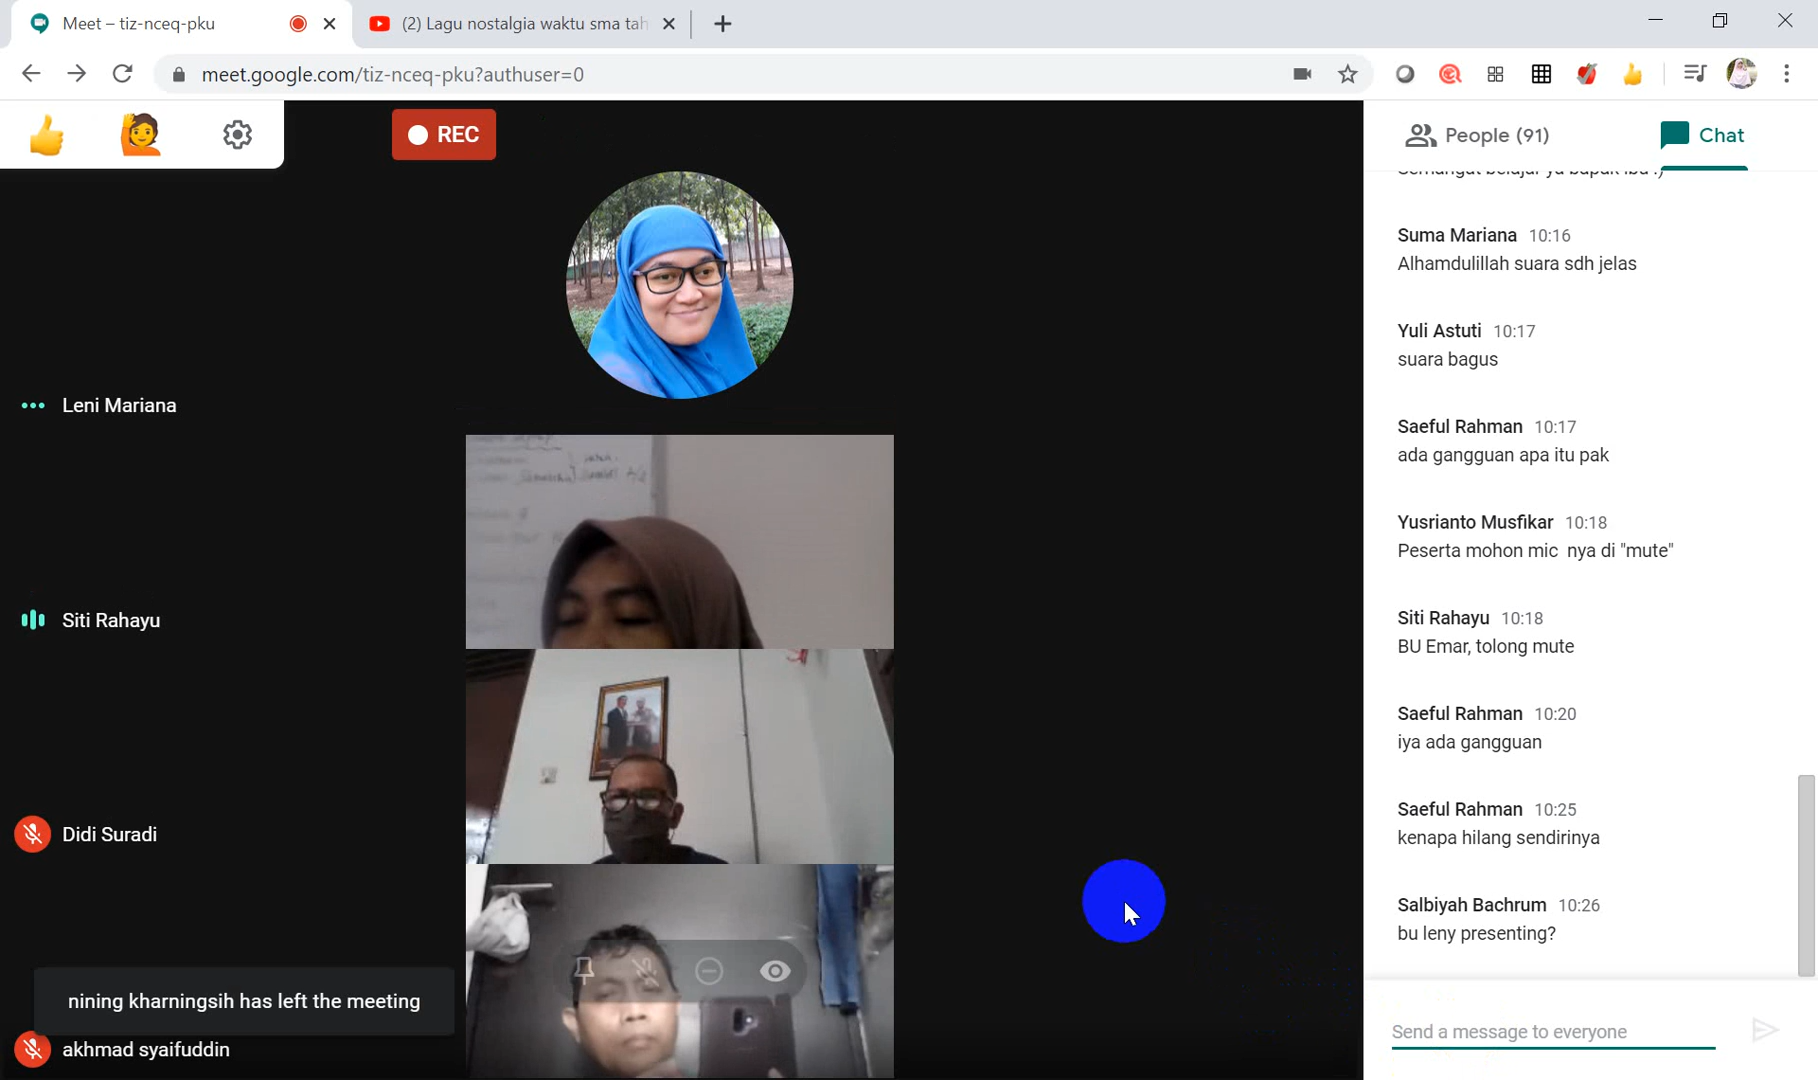 Meet – tiz-nceq-pku
(2) Lagu nostalgia waktu sma tah
meet.google.com/tiz-nceq-pku?authuser=0
REC
People (91)
Chat
Semangat belajar ya bapak ibu :)
Suma Mariana 10:16
Alhamdulillah suara sdh jelas
Yuli Astuti 10:17
suara bagus
Saeful Rahman 10:17
ada gangguan apa itu pak
Yusrianto Musfikar 10:18
Peserta mohon mic nya di "mute"
Siti Rahayu 10:18
BU Emar, tolong mute
Saeful Rahman 10:20
iya ada gangguan
Saeful Rahman 10:25
kenapa hilang sendirinya
Salbiyah Bachrum 10:26
bu leny presenting?
Send a message to everyone
Leni Mariana
Siti Rahayu
Didi Suradi
nining kharningsih has left the meeting
akhmad syaifuddin